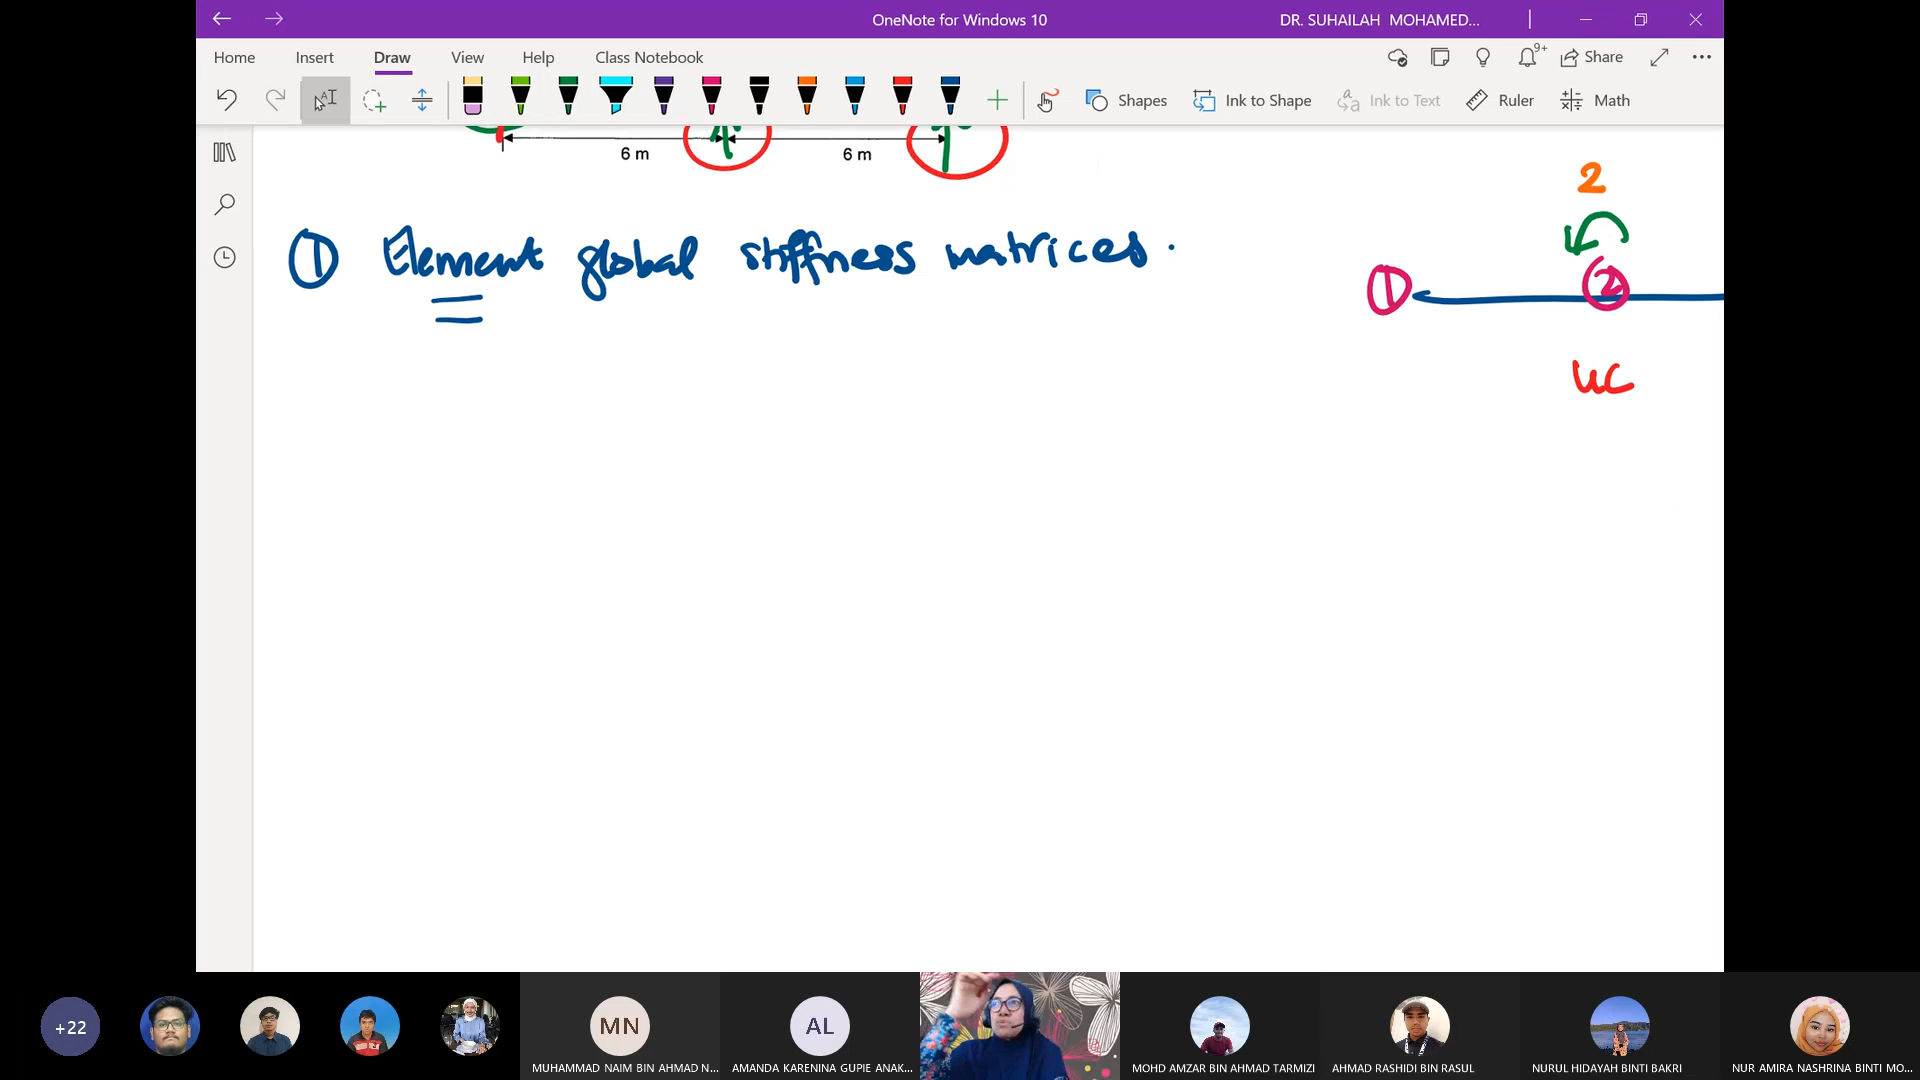 OneNote for Windows 10
DR. SUHAILAH MOHAMED...
Home Insert Draw View Help Class Notebook
9+
Share
Shapes
Ink to Shape
Ink to Text
Ruler
Math
6 m 6 m
2
① Element global stiffness matrices.
① ②
UC
+22
MN
AL
MUHAMMAD NAIM BIN AHMAD N...
AMANDA KARENINA GUPIE ANAK...
MOHD AMZAR BIN AHMAD TARMIZI
AHMAD RASHIDI BIN RASUL
NURUL HIDAYAH BINTI BAKRI
NUR AMIRA NASHRINA BINTI MO...